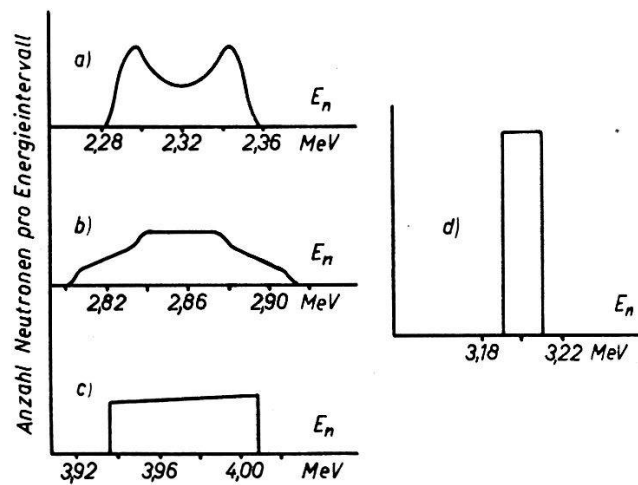 Anzahl Neutronen pro Energieintervall
a)
E_n
2,28 2,32 2,36 MeV
b)
E_n
2,82 2,86 2,90 MeV
c)
E_n
3,92 3,96 4,00 MeV
d)
E_n
3,18 3,22 MeV